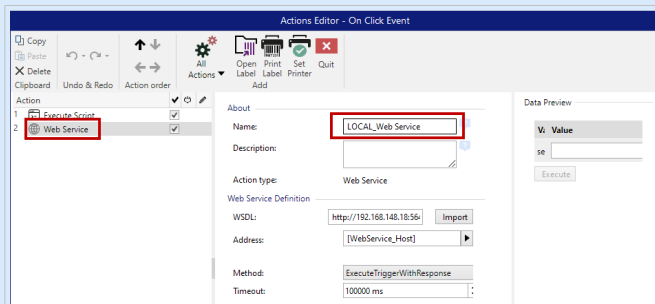 Actions Editor - On Click Event
Copy
Paste
Delete
Clipboard
Undo & Redo
Action order
All Actions
Open Label
Print Label
Set Printer
Quit
Add
Action
1 Execute Script
2 Web Service
About
Name: LOCAL_Web Service
Description:
Action type: Web Service
Web Service Definition
WSDL: http://192.168.148.18:56 Import
Address: [WebService_Host]
Method: ExecuteTriggerWithResponse
Timeout: 100000 ms
Data Preview
Value
se
Execute